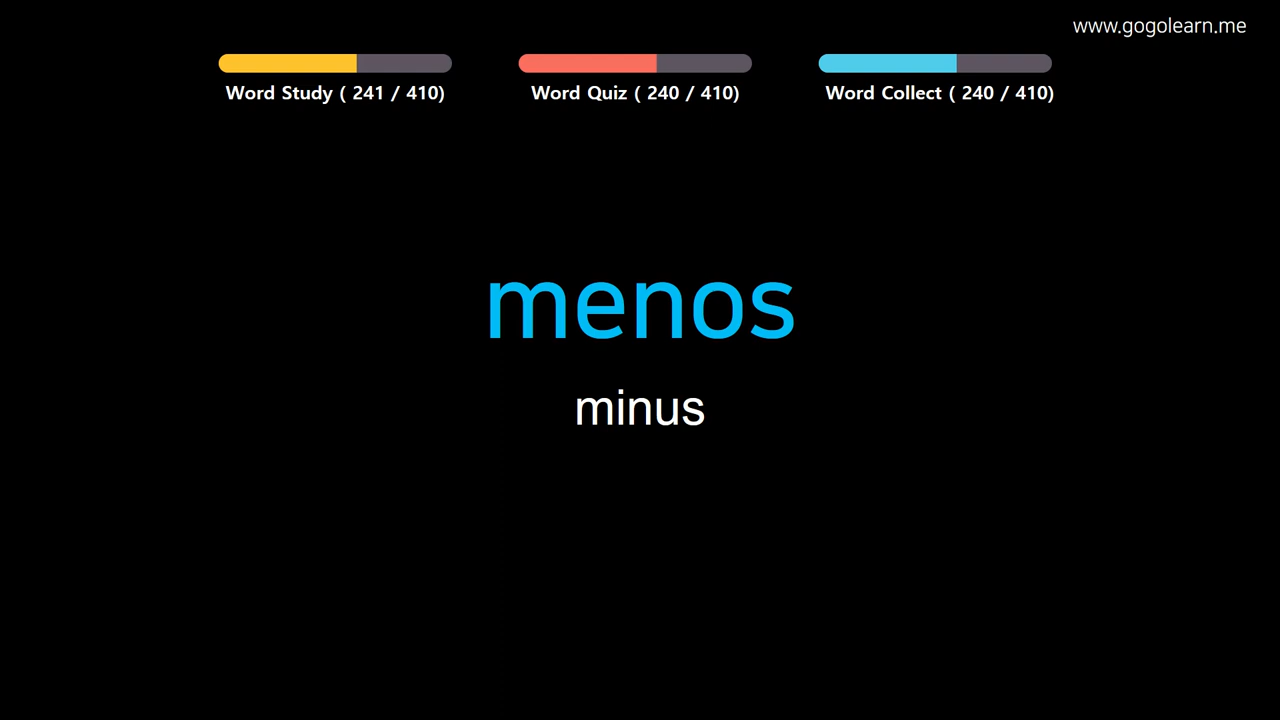 www.gogolearn.me
Word Study ( 241 / 410)
Word Quiz ( 240 / 410)
Word Collect ( 240 / 410)
menos
minus